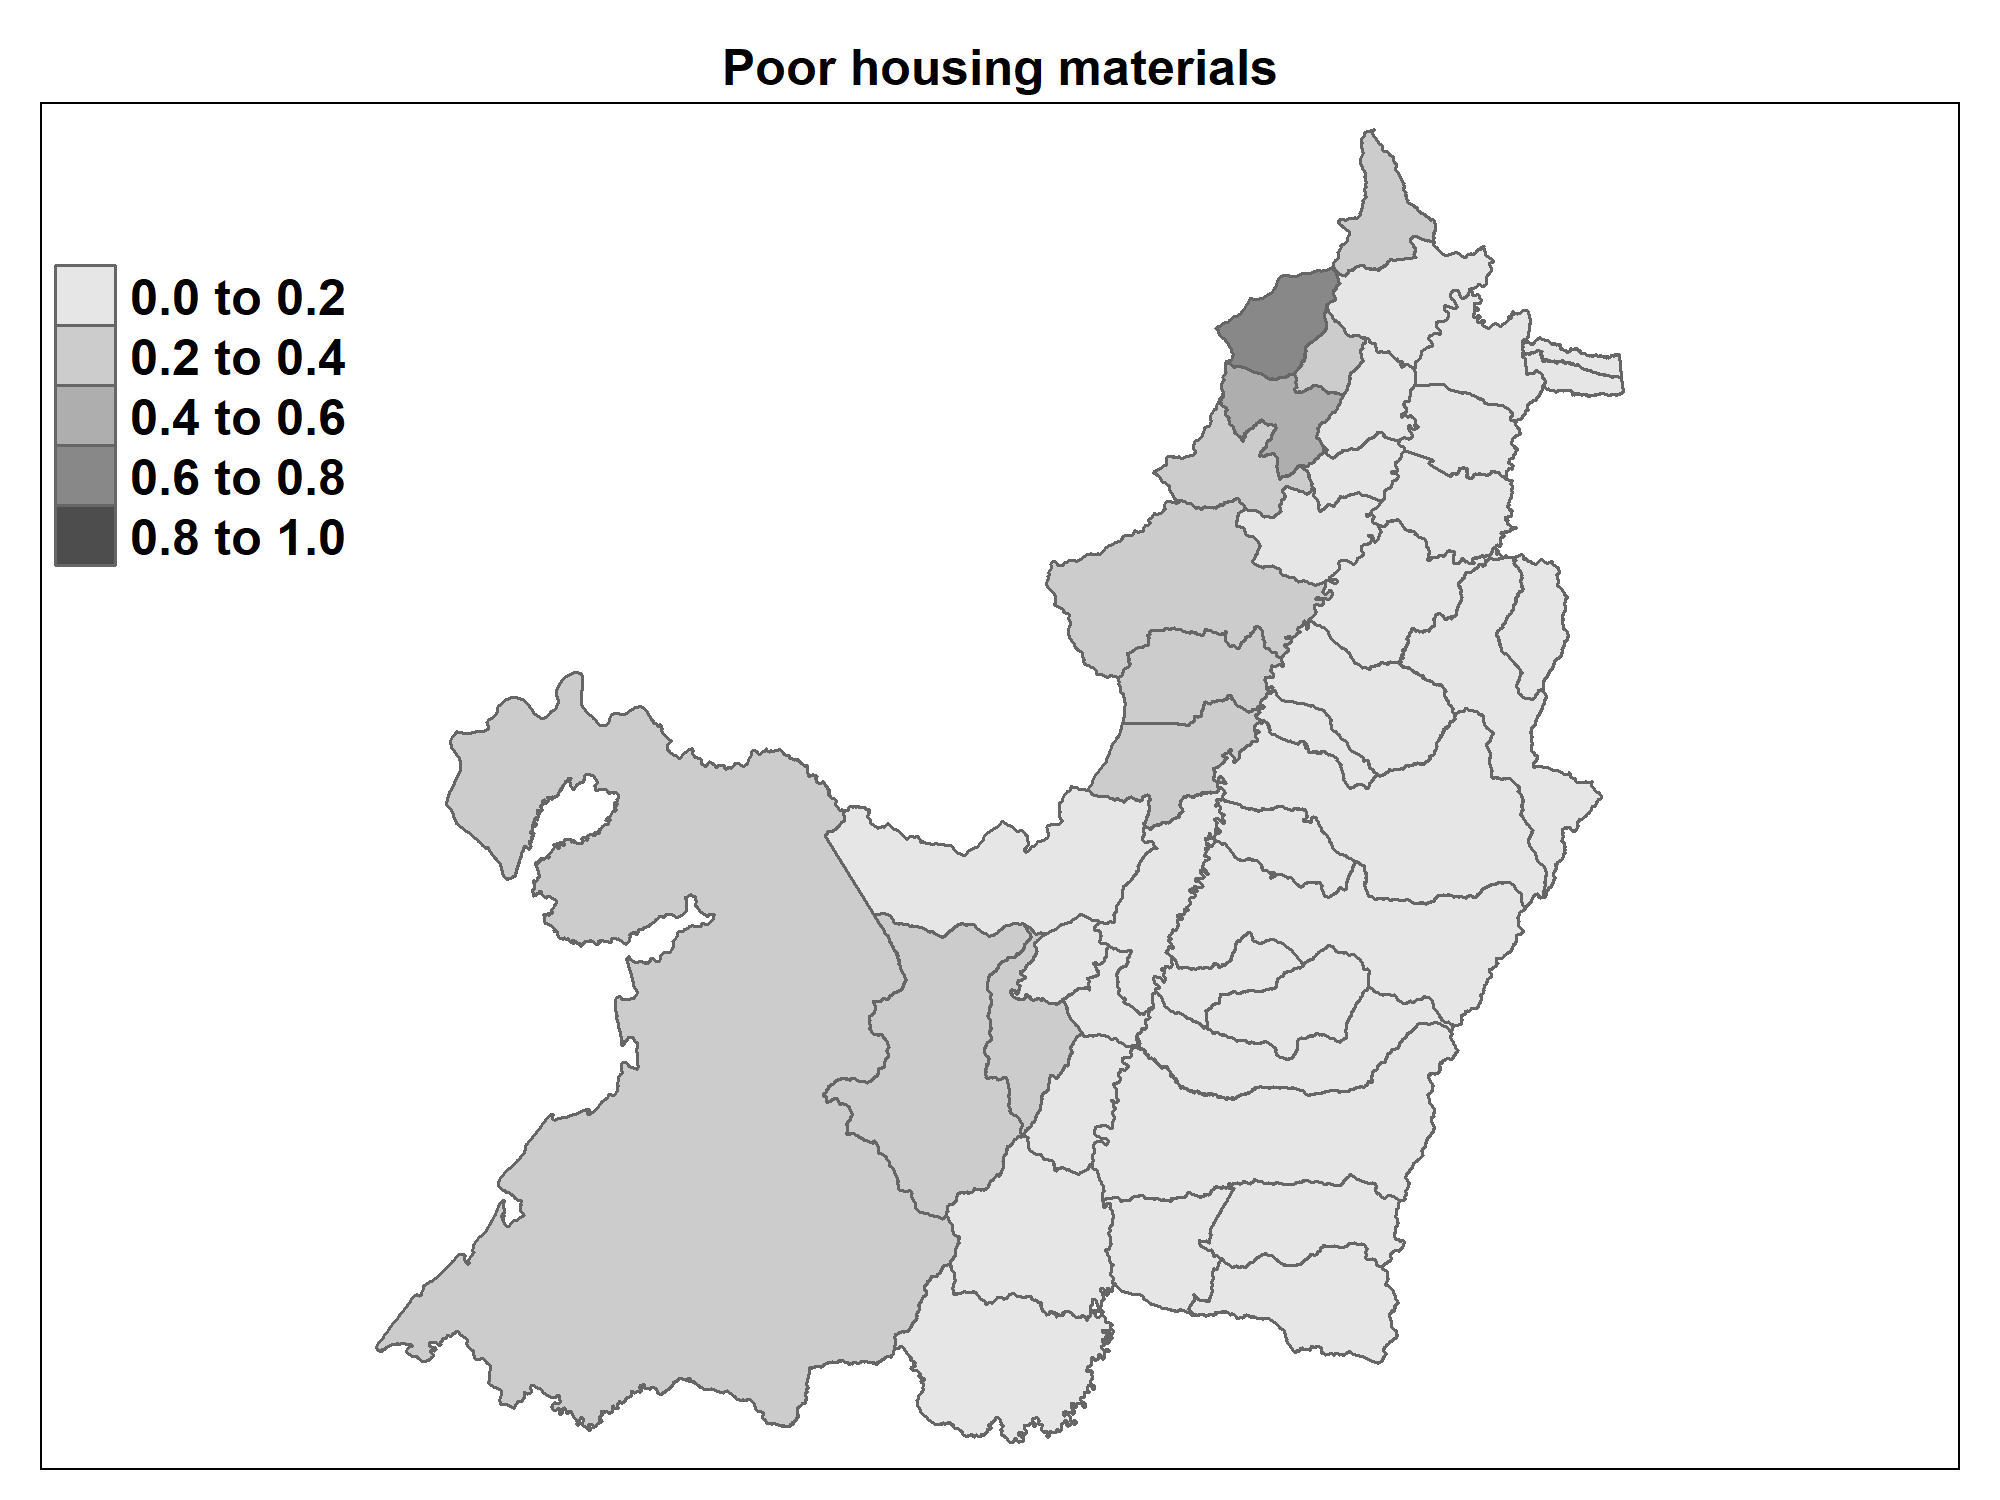 Poor housing materials
0.0 to 0.2
0.2 to 0.4
0.4 to 0.6
0.6 to 0.8
0.8 to 1.0